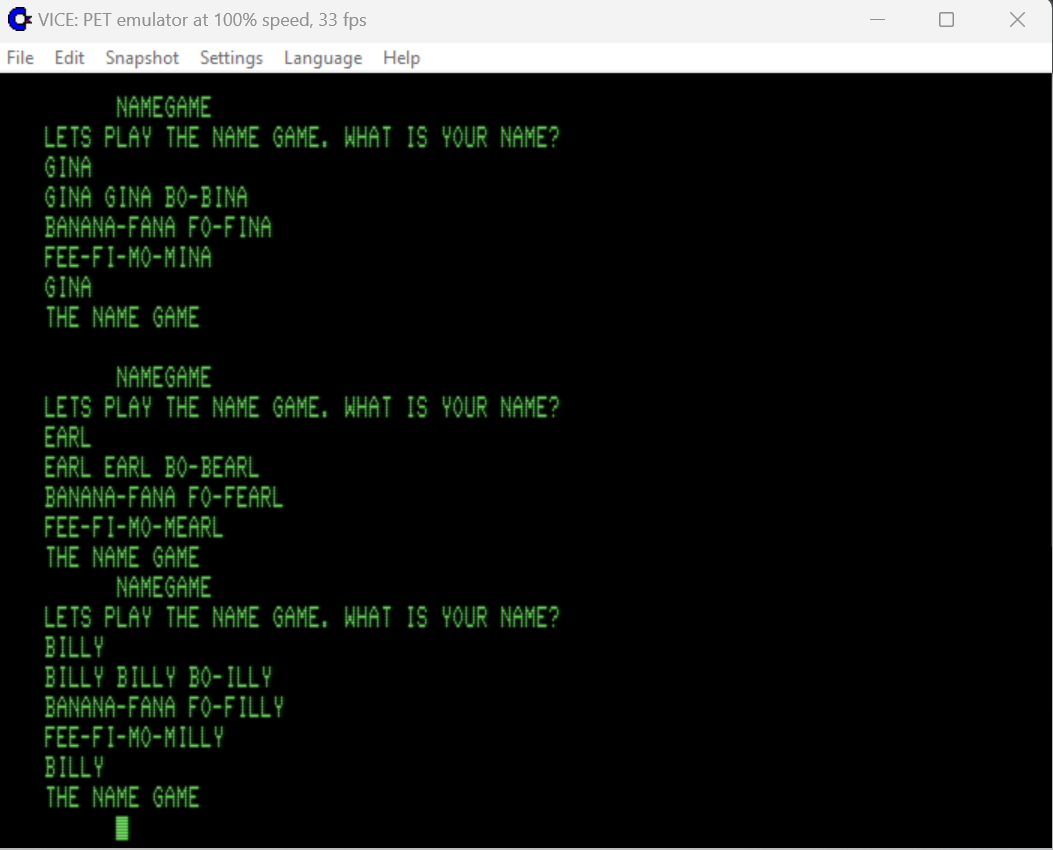 VICE: PET emulator at 100% speed, 33 fps
File Edit Snapshot Settings Language Help
NAMEGAME
LETS PLAY THE NAME GAME. WHAT IS YOUR NAME?
GINA
GINA GINA BO-BINA
BANANA-FANA FO-FINA
FEE-FI-MO-MINA
GINA
THE NAME GAME
NAMEGAME
LETS PLAY THE NAME GAME. WHAT IS YOUR NAME?
EARL
EARL EARL BO-BEARL
BANANA-FANA FO-FEARL
FEE-FI-MO-MEARL
THE NAME GAME
NAMEGAME
LETS PLAY THE NAME GAME. WHAT IS YOUR NAME?
BILLY
BILLY BILLY BO-ILLY
BANANA-FANA FO-FILLY
FEE-FI-MO-MILLY
BILLY
THE NAME GAME